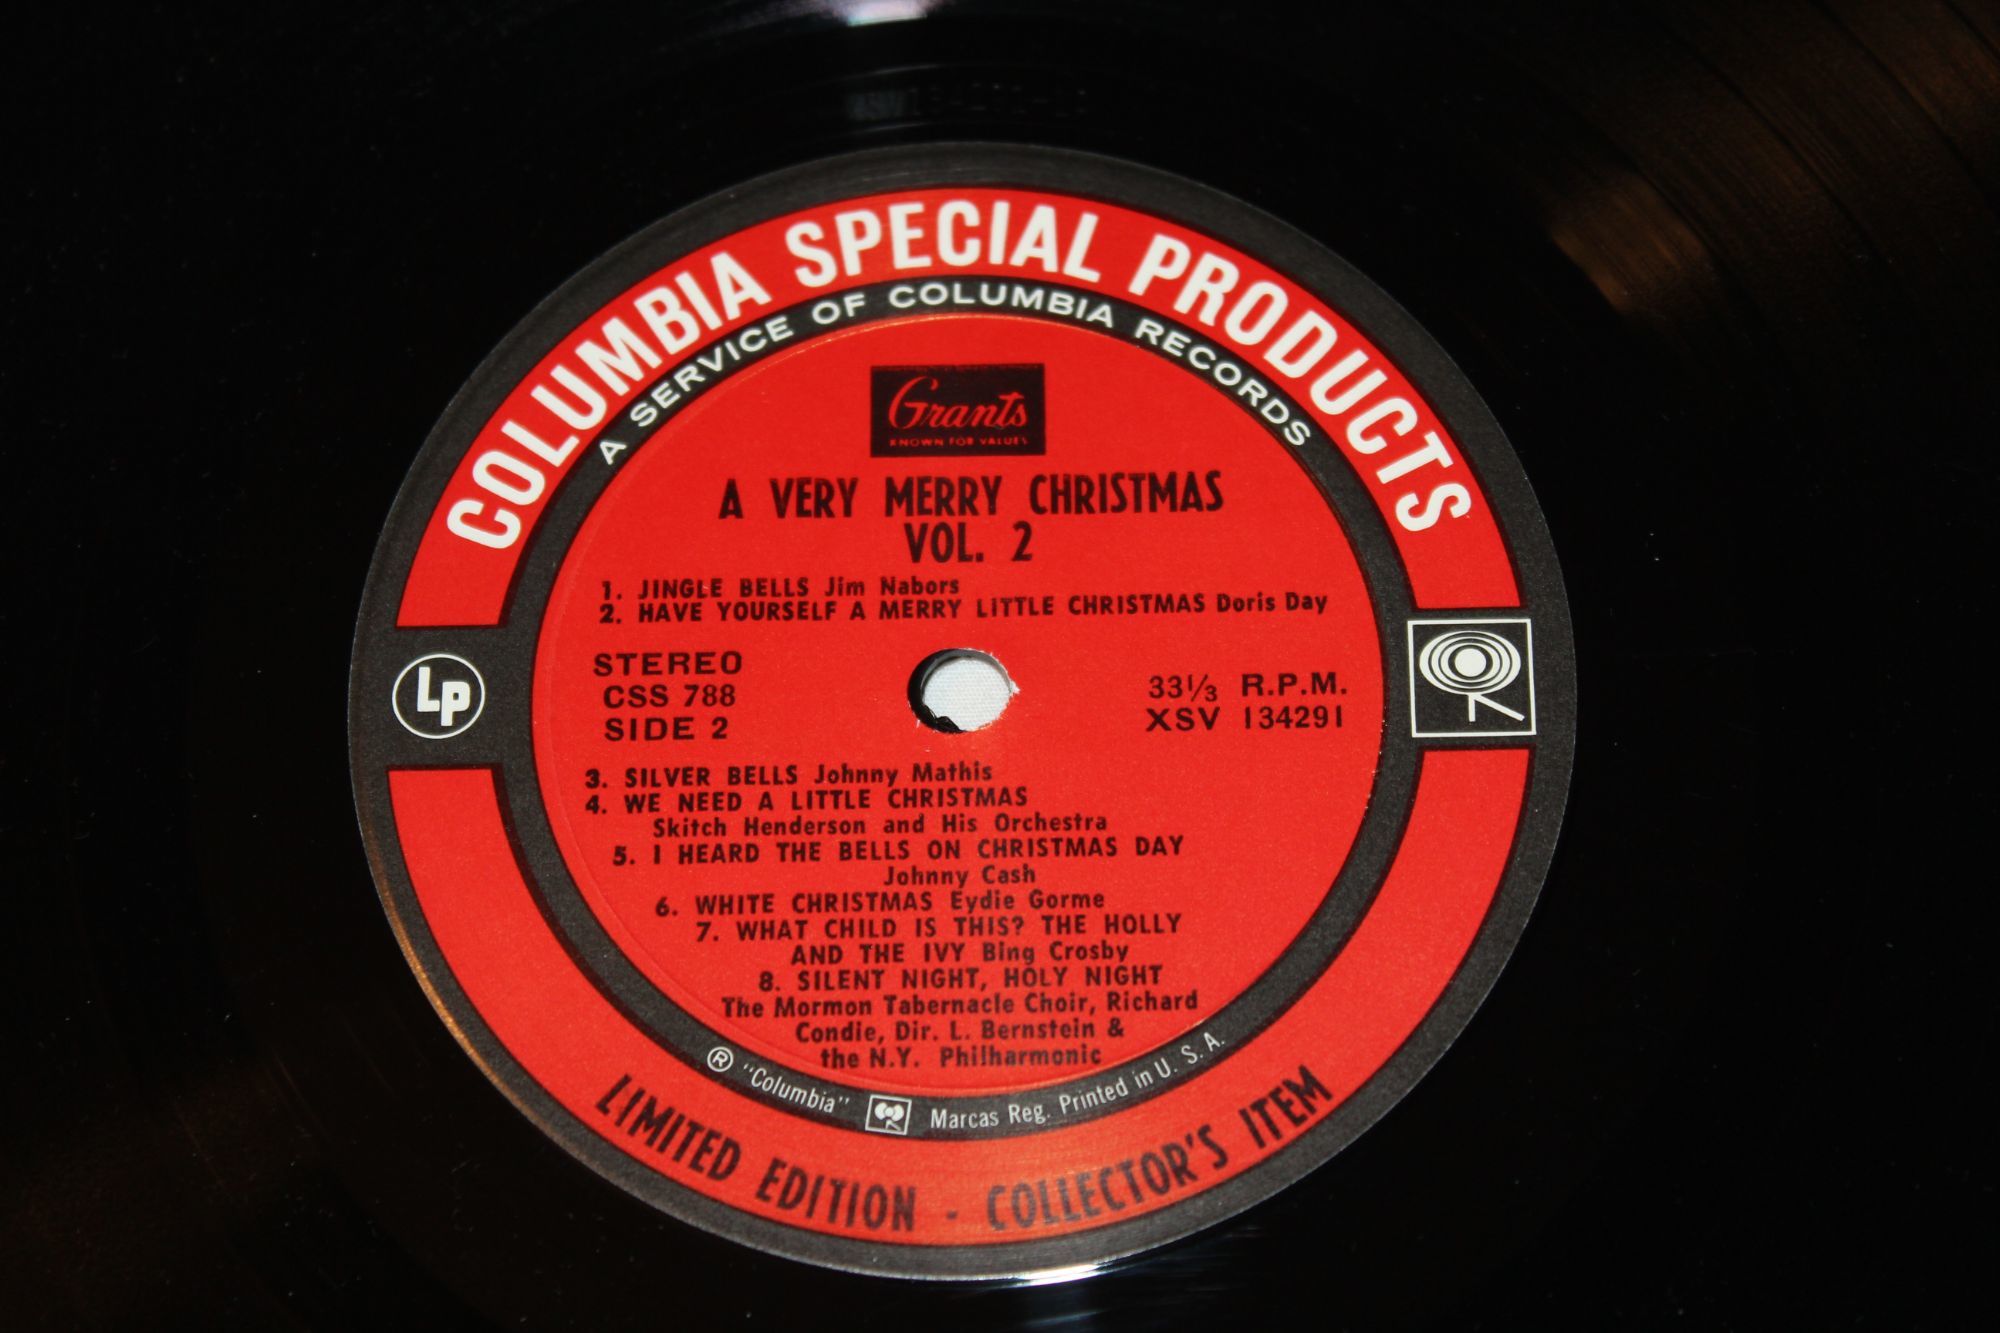 COLUMBIA SPECIAL PRODUCTS
A SERVICE OF COLUMBIA RECORDS
Grants
KNOWN FOR VALUES
A VERY MERRY CHRISTMAS
VOL. 2
1. JINGLE BELLS Jim Nabors
2. HAVE YOURSELF A MERRY LITTLE CHRISTMAS Doris Day
STEREO
CSS 788
SIDE 2
33⅓ R.P.M.
XSV 134291
LP
3. SILVER BELLS Johnny Mathis
4. WE NEED A LITTLE CHRISTMAS
Skitch Henderson and His Orchestra
5. I HEARD THE BELLS ON CHRISTMAS DAY
Johnny Cash
6. WHITE CHRISTMAS Eydie Gorme
7. WHAT CHILD IS THIS? THE HOLLY
AND THE IVY Bing Crosby
8. SILENT NIGHT, HOLY NIGHT
The Mormon Tabernacle Choir, Richard
Condie, Dir. L. Bernstein &
the N.Y. Philharmonic
® "Columbia" Marcas Reg. Printed in U. S. A.
LIMITED EDITION - COLLECTOR'S ITEM